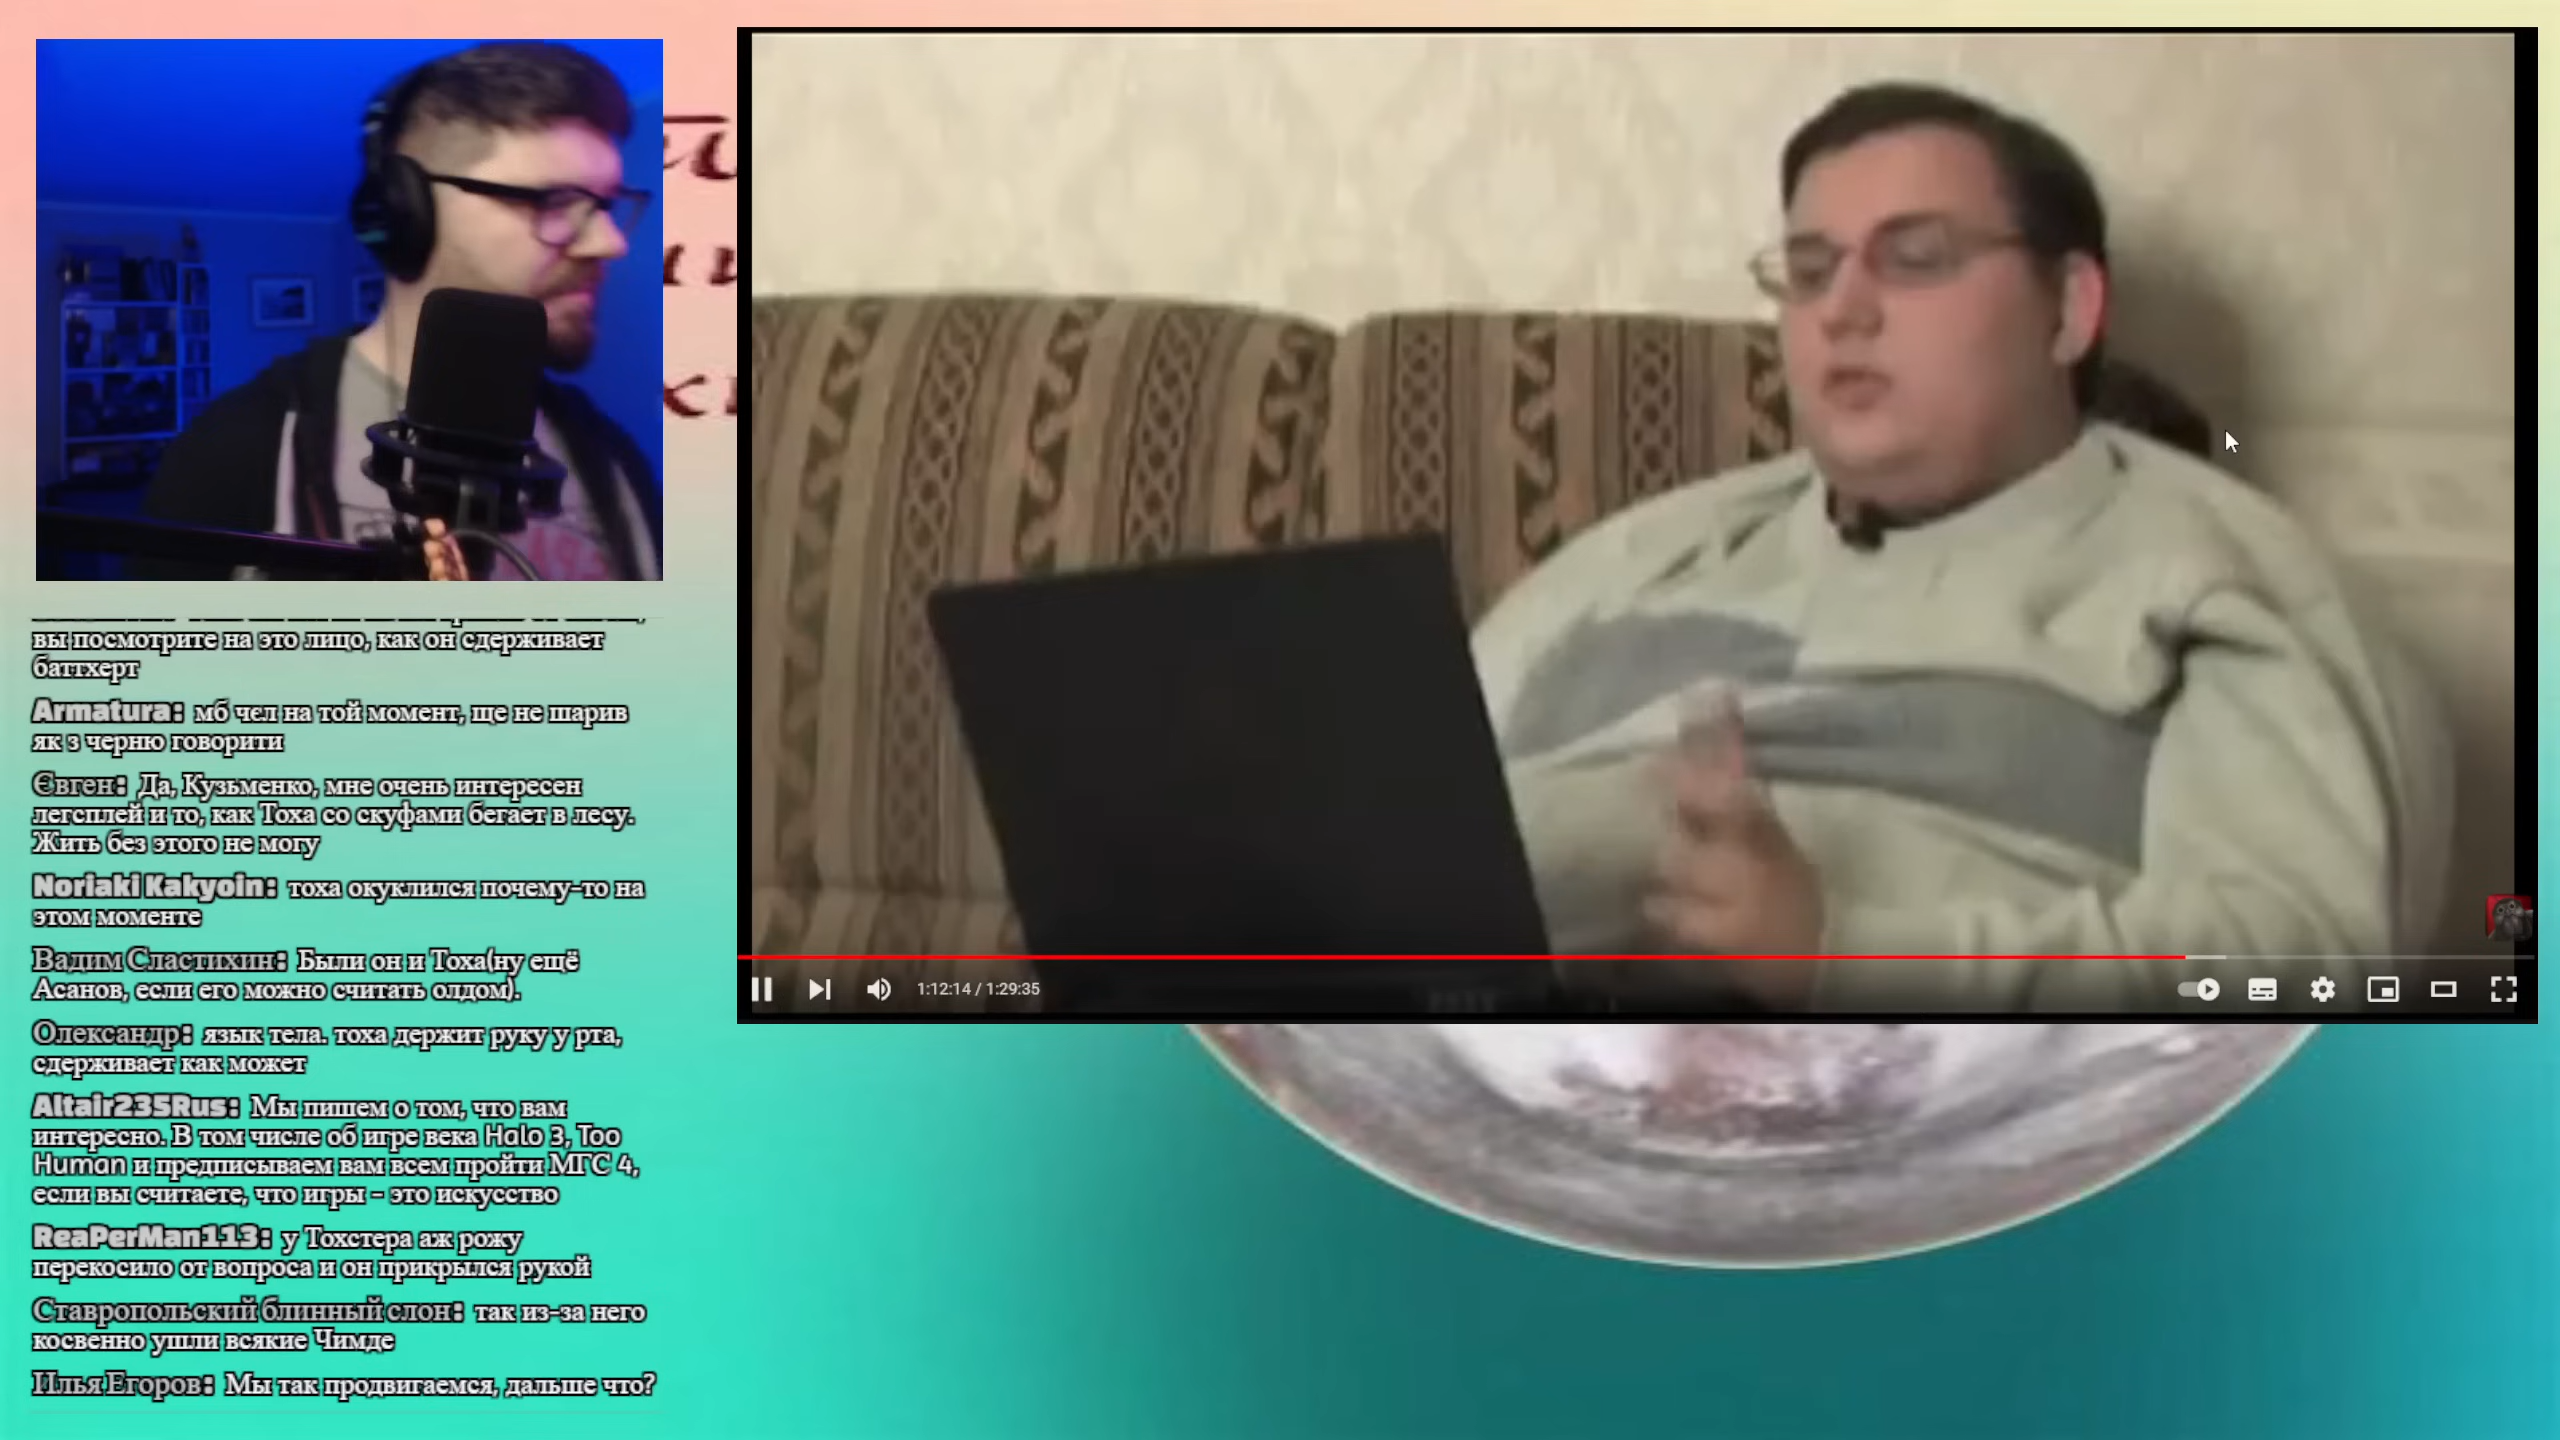 вы посмотрите на это лицо, как он сдерживает
баттхерт
Armatura: мб чел на той момент, ще не шарив
як з черню говорити
Євген: Да, Кузьменко, мне очень интересен
легсплей и то, как Тоха со скуфами бегает в лесу.
Жить без этого не могу
Noriaki Kakyoin: тоха окуклился почему-то на
этом моменте
Вадим Сластихин: Были он и Тоха(ну ещё
Асанов, если его можно считать олдом).
Олександр: язык тела. тоха держит руку у рта,
сдерживает как может
Altair235Rus: Мы пишем о том, что вам
интересно. В том числе об игре века Halo 3, Too
Human и предписываем вам всем пройти МГС 4,
если вы считаете, что игры - это искусство
ReaPerMan113: у Тохстера аж рожу
перекосило от вопроса и он прикрылся рукой
Ставропольский блинный слон: так из-за него
косвенно ушли всякие Чимде
Илья Егоров: Мы так продвигаемся, дальше что?
1:12:14 / 1:29:35